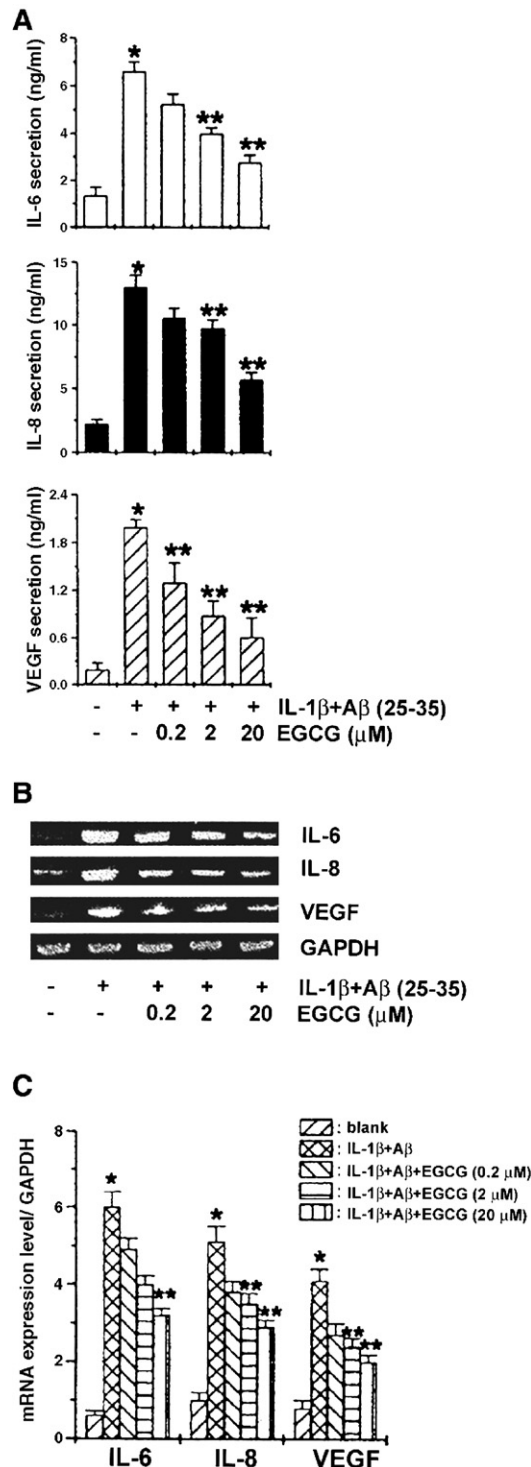 A
IL-6 secretion (ng/ml)
8
6
4
2
0
*
**
**
IL-8 secretion (ng/ml)
15
10
5
0
*
**
**
VEGF secretion (ng/ml)
2.4
1.8
1.2
0.6
0.0
*
**
**
**
- + + + + IL-1β+Aβ (25-35)
- - 0.2 2 20 EGCG (μM)
B
IL-6
IL-8
VEGF
GAPDH
- + + + + IL-1β+Aβ (25-35)
- - 0.2 2 20 EGCG (μM)
C
mRNA expression level/ GAPDH
8
6
4
2
0
: blank
: IL-1β+Aβ
: IL-1β+Aβ+EGCG (0.2 μM)
: IL-1β+Aβ+EGCG (2 μM)
: IL-1β+Aβ+EGCG (20 μM)
*
**
*
**
**
*
**
**
IL-6 IL-8 VEGF